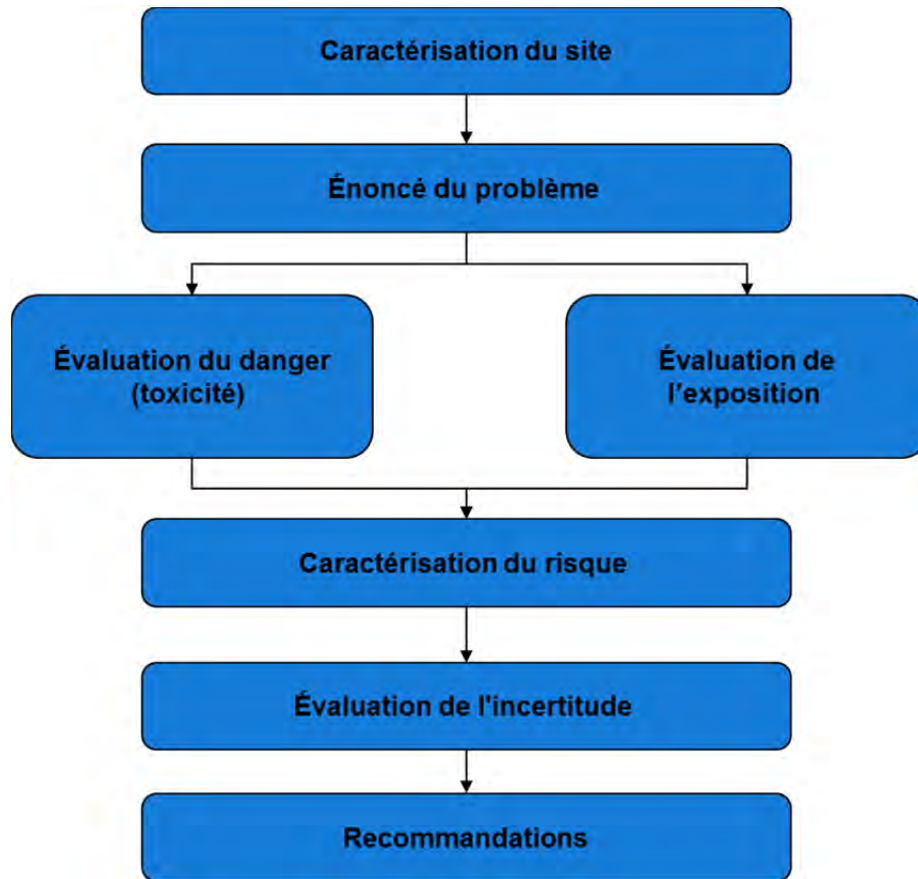 Caractérisation du site
Énoncé du problème
Évaluation du danger
(toxicité)
Évaluation de
l'exposition
Caractérisation du risque
Évaluation de l'incertitude
Recommandations